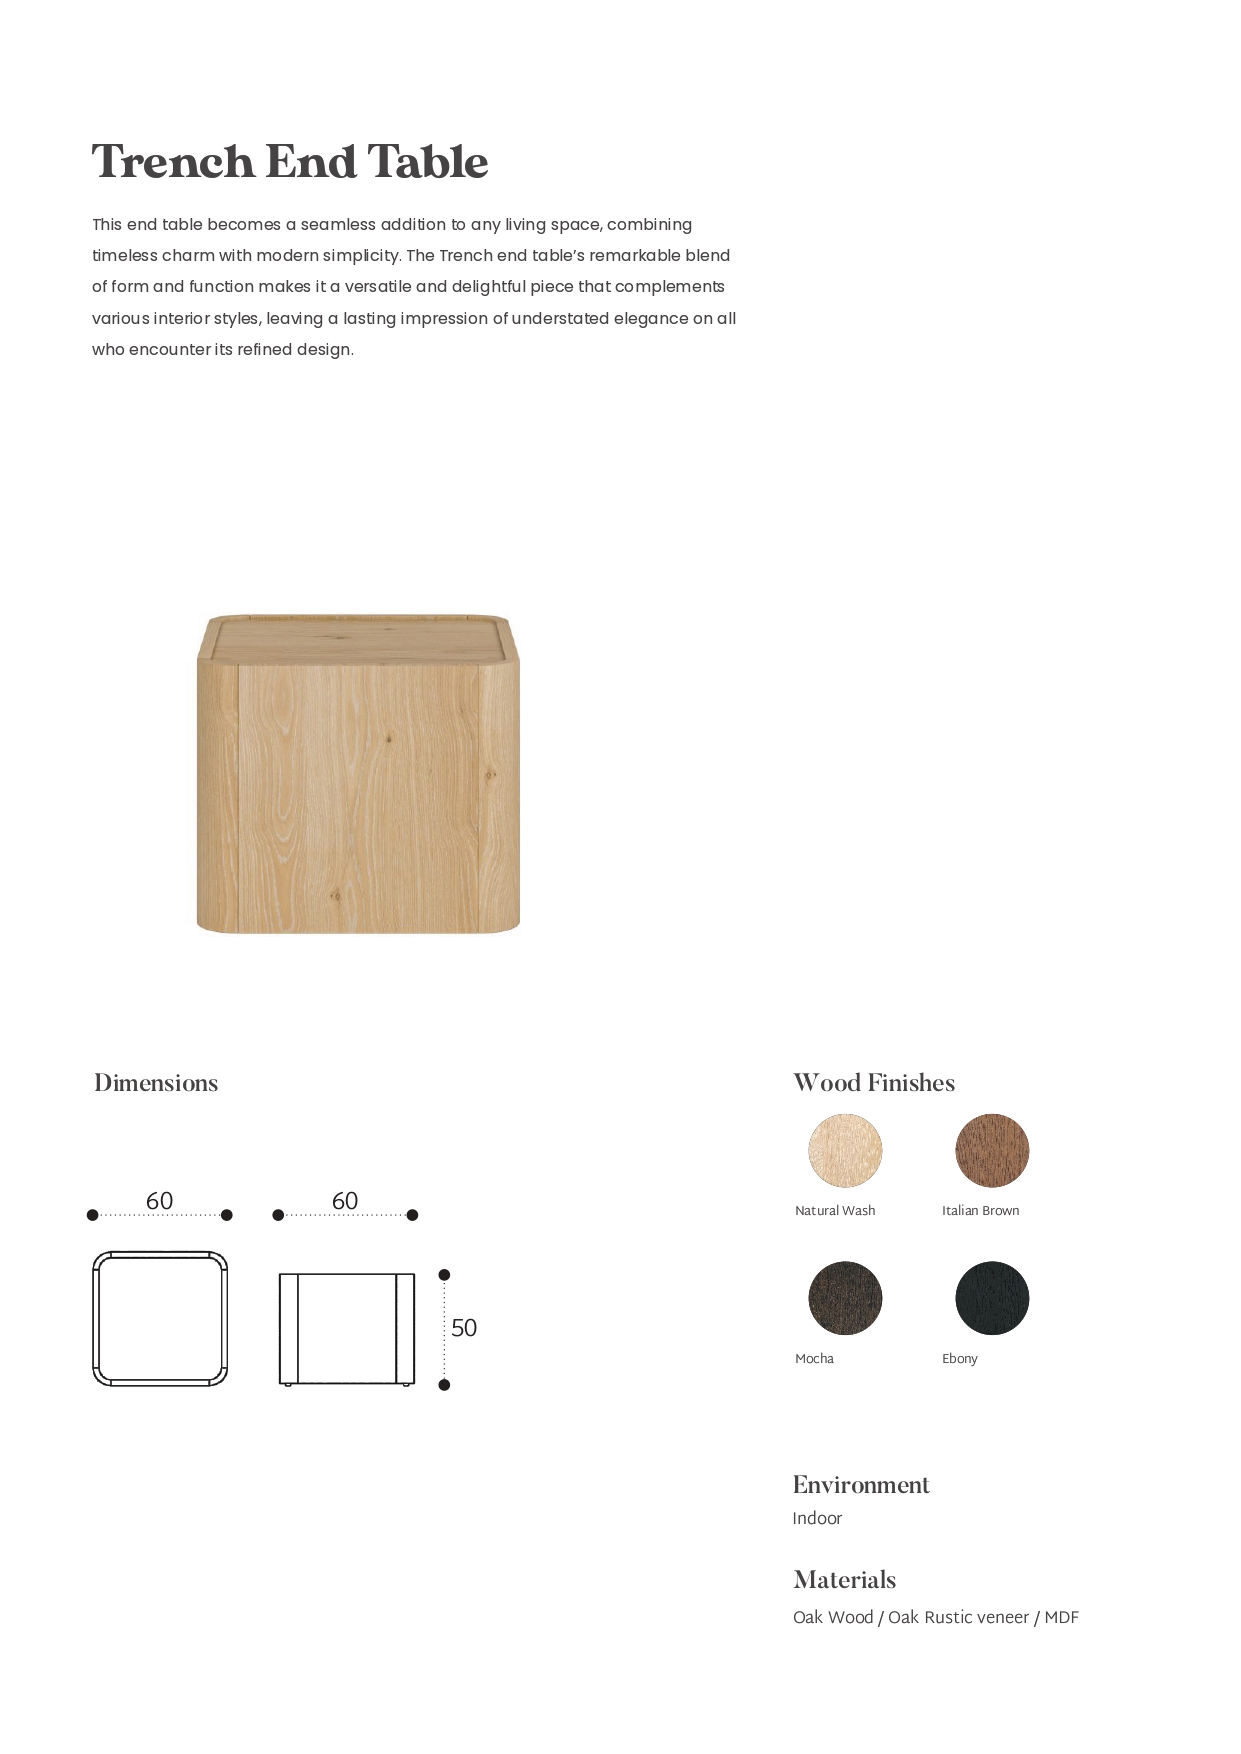 Trench End Table
This end table becomes a seamless addition to any living space, combining
timeless charm with modern simplicity. The Trench end table’s remarkable blend
of form and function makes it a versatile and delightful piece that complements
various interior styles, leaving a lasting impression of understated elegance on all
who encounter its refined design.
Dimensions
60
60
50
Wood Finishes
Natural Wash
Italian Brown
Mocha
Ebony
Environment
Indoor
Materials
Oak Wood / Oak Rustic veneer / MDF